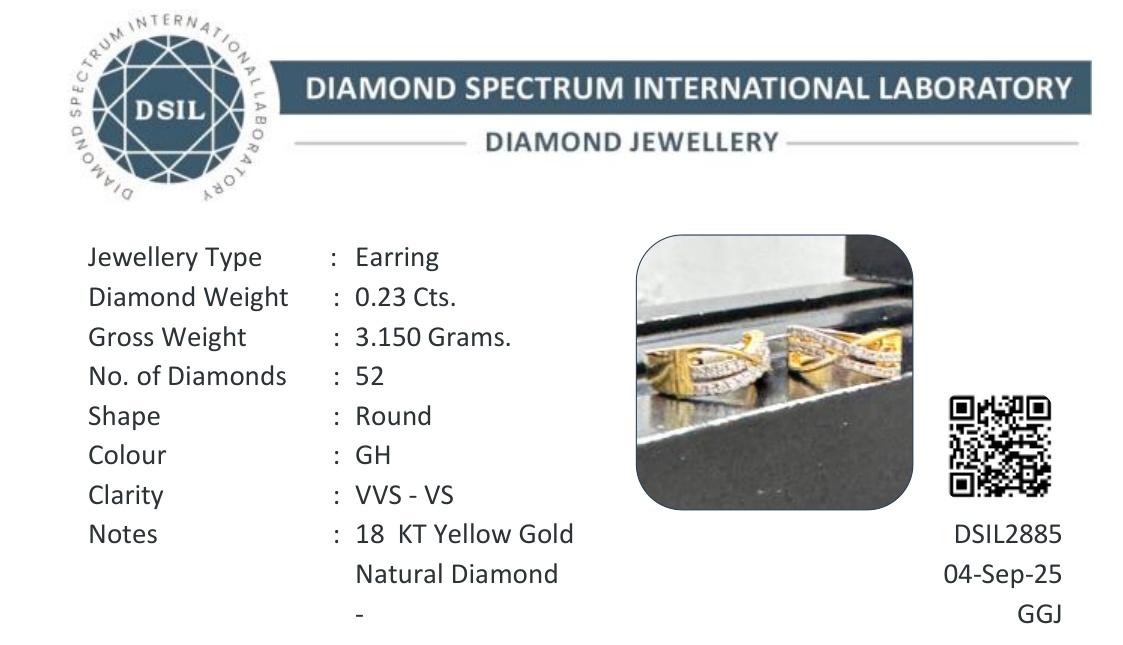 DIAMOND SPECTRUM INTERNATIONAL LABORATORY
DSIL
DIAMOND SPECTRUM INTERNATIONAL LABORATORY
DIAMOND JEWELLERY
Jewellery Type : Earring
Diamond Weight : 0.23 Cts.
Gross Weight : 3.150 Grams.
No. of Diamonds : 52
Shape : Round
Colour : GH
Clarity : VVS - VS
Notes : 18 KT Yellow Gold
Natural Diamond
-
DSIL2885
04-Sep-25
GGJ